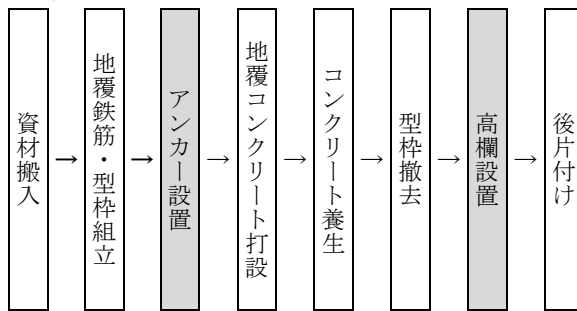 資材搬入
→
地覆鉄筋・型枠組立
→
アンカー設置
→
地覆コンクリート打設
→
コンクリート養生
→
型枠撤去
→
高欄設置
→
後片付け